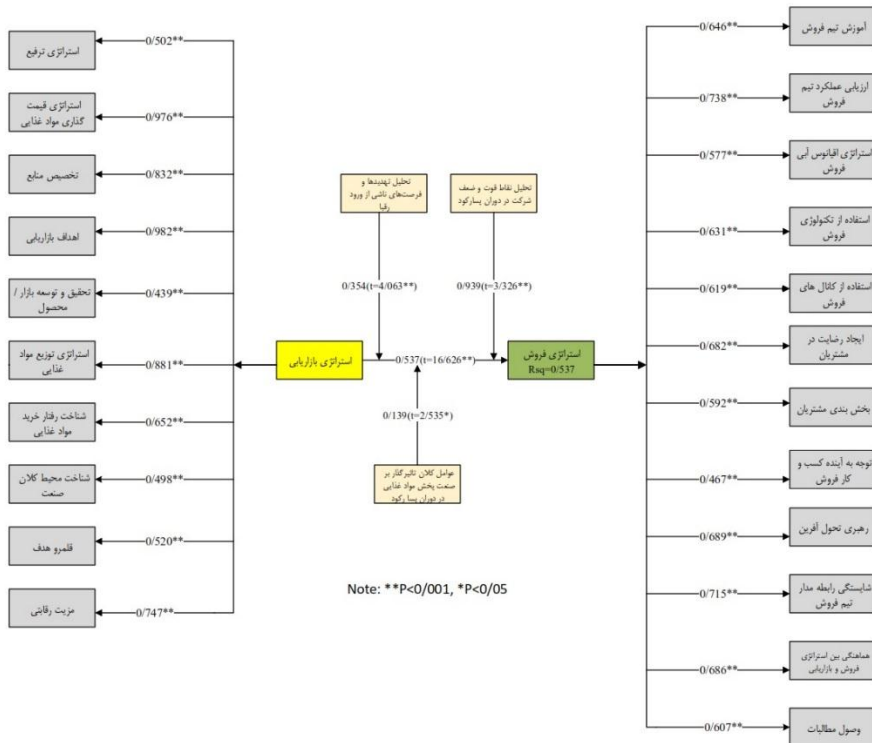 استراتژی ترفیع
0/502**
استراتژی قیمت
گذاری مواد غذایی
0/976**
تخصیص منابع
0/832**
اهداف بازاریابی
0/982**
تحقیق و توسعه بازار /
محصول
0/439**
استراتژی توزیع مواد
غذایی
0/881**
شناخت رفتار خرید
مواد غذایی
0/652**
شناخت محیط کلان
صنعت
0/498**
قلمرو هدف
0/520**
مزیت رقابتی
0/747**
تحلیل تهدیدها و
فرصت‌های ناشی از ورود
رقبا
0/354(t=4/063**)
تحلیل نقاط قوت و ضعف
شرکت در دوران پسارکود
0/939(t=3/326**)
استراتژی بازاریابی
0/537(t=16/626**)
استراتژی فروش
Rsq=0/537
0/139(t=2/535*)
عوامل کلان تاثیرگذار بر
صنعت پخش مواد غذایی
در دوران پسا رکود
Note: **P<0/001, *P<0/05
0/646**
آموزش تیم فروش
0/738**
ارزیابی عملکرد تیم
فروش
0/577**
استراتژی اقیانوس آبی
فروش
0/631**
استفاده از تکنولوژی
فروش
0/619**
استفاده از کانال های
فروش
0/682**
ایجاد رضایت در
مشتریان
0/592**
بخش بندی مشتریان
0/467**
توجه به آینده کسب و
کار فروش
0/689**
رهبری تحول آفرین
0/715**
شایستگی رابطه مدار
تیم فروش
0/686**
هماهنگی بین استراتژی
فروش و بازاریابی
0/607**
وصول مطالبات